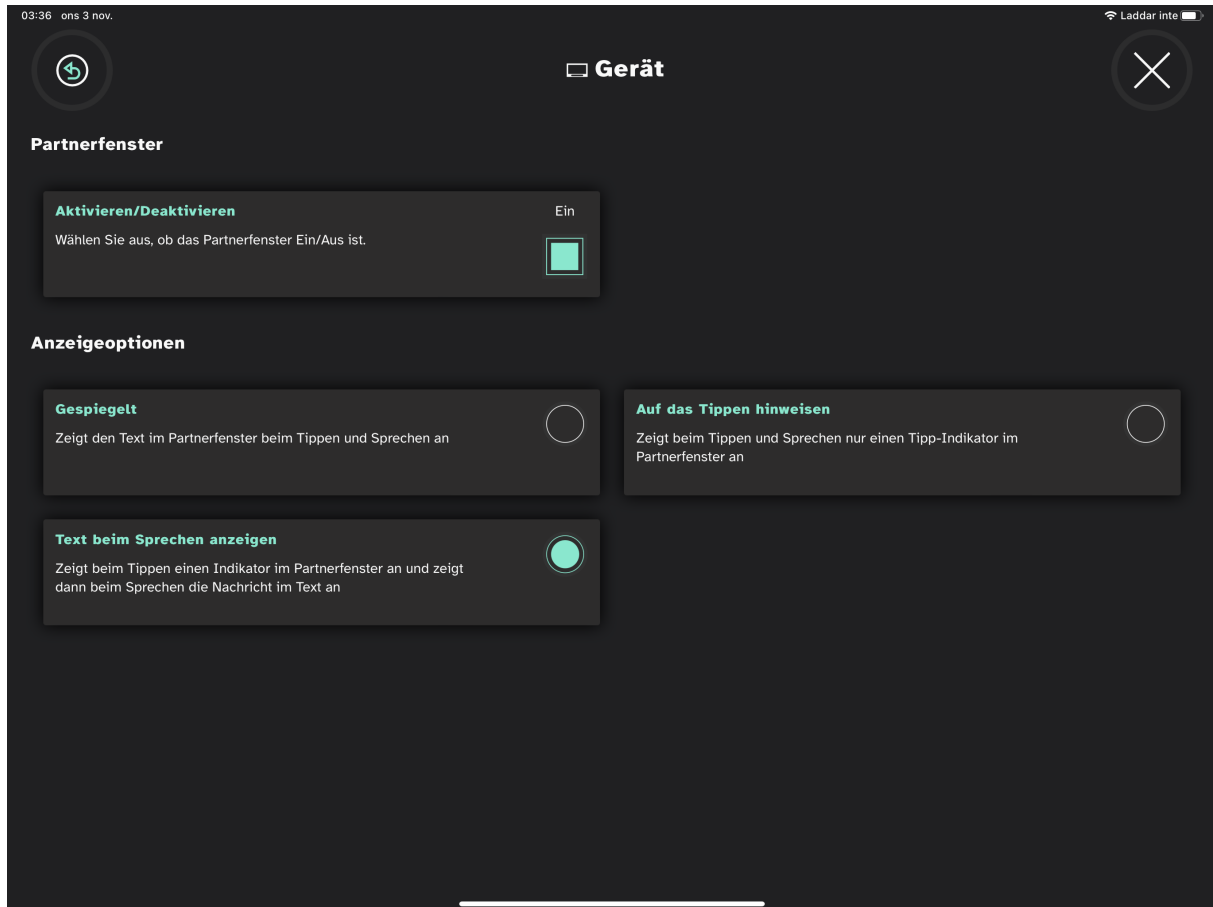 03:36 ons 3 nov.
Laddar inte
Gerät
Partnerfenster
Aktivieren/Deaktivieren
Ein
Wählen Sie aus, ob das Partnerfenster Ein/Aus ist.
Anzeigeoptionen
Gespiegelt
Zeigt den Text im Partnerfenster beim Tippen und Sprechen an
Auf das Tippen hinweisen
Zeigt beim Tippen und Sprechen nur einen Tipp-Indikator im
Partnerfenster an
Text beim Sprechen anzeigen
Zeigt beim Tippen einen Indikator im Partnerfenster an und zeigt
dann beim Sprechen die Nachricht im Text an